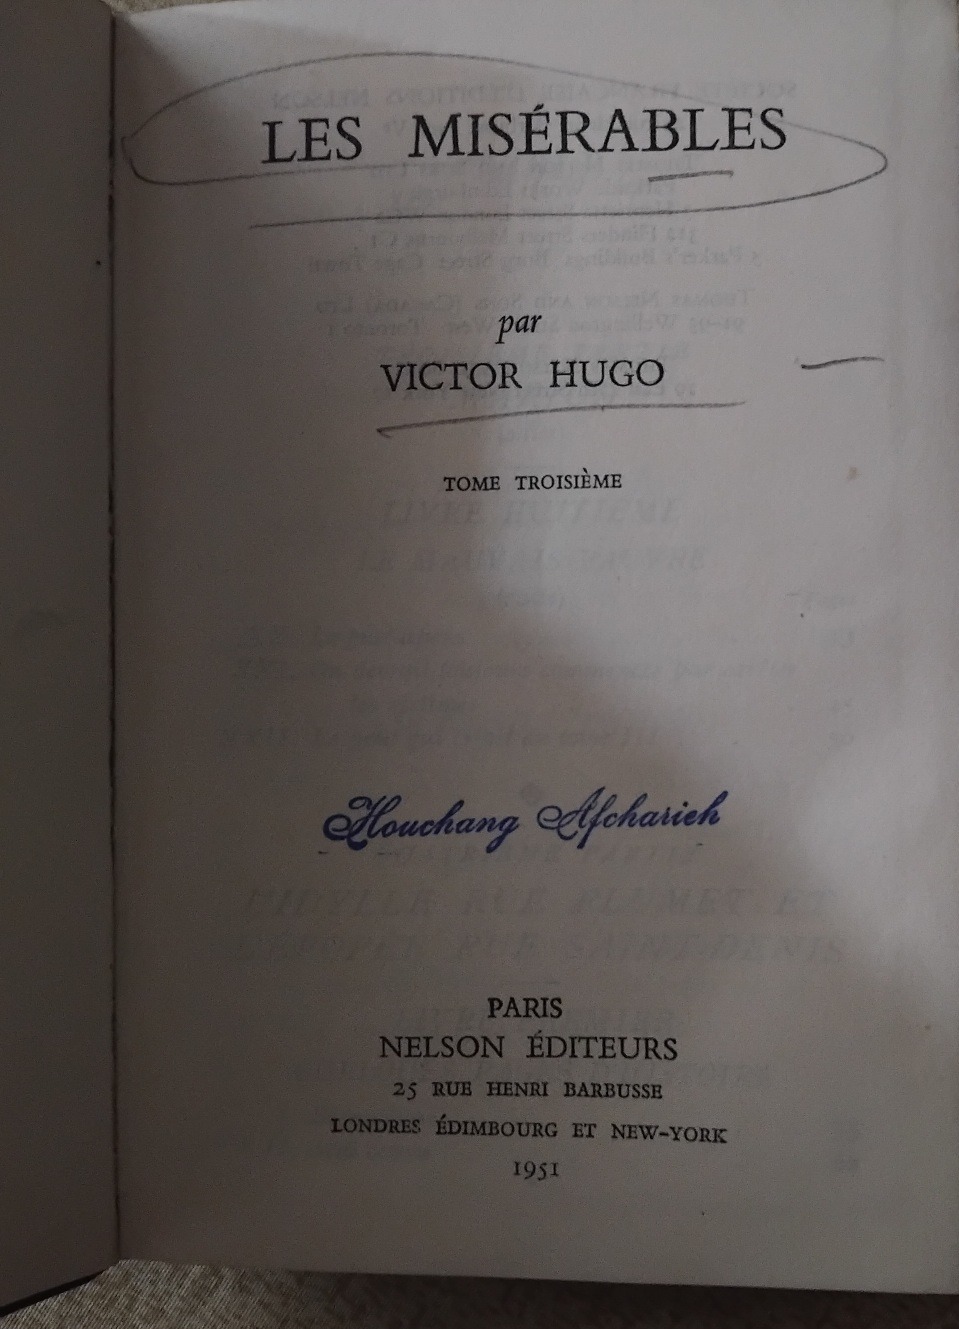 LES MISÉRABLES
par
VICTOR HUGO
TOME TROISIÈME
Houchang Afcharieh
PARIS
NELSON ÉDITEURS
25 RUE HENRI BARBUSSE
LONDRES ÉDIMBOURG ET NEW-YORK
1951